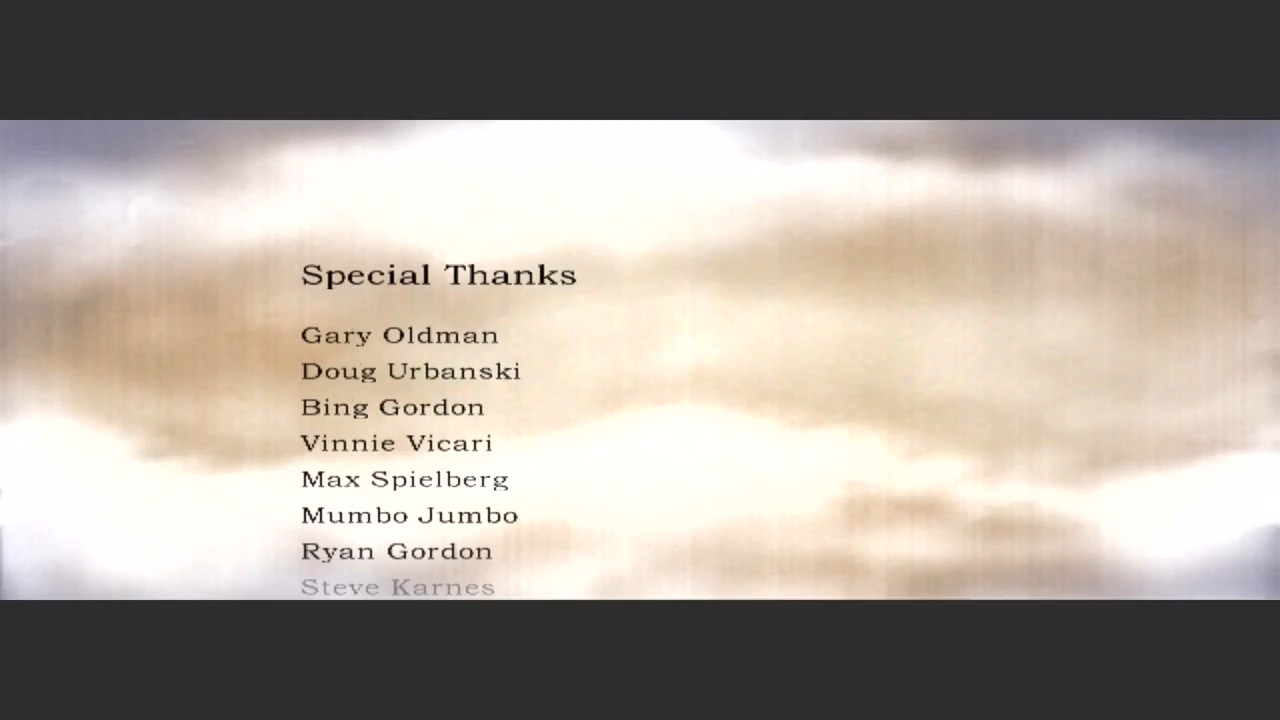 Special Thanks
Gary Oldman
Doug Urbanski
Bing Gordon
Vinnie Vicari
Max Spielberg
Mumbo Jumbo
Ryan Gordon
Steve Karnes